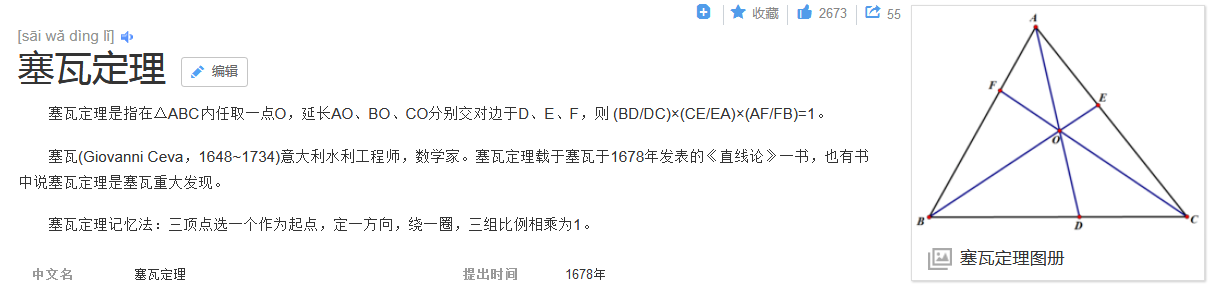 收藏 2673 55
[sāi wǎ dìng lǐ]
塞瓦定理 编辑
塞瓦定理是指在△ABC内任取一点O，延长AO、BO、CO分别交对边于D、E、F，则 (BD/DC)×(CE/EA)×(AF/FB)=1。
塞瓦(Giovanni Ceva，1648~1734)意大利水利工程师，数学家。塞瓦定理载于塞瓦于1678年发表的《直线论》一书，也有书
中说塞瓦定理是塞瓦重大发现。
塞瓦定理记忆法：三顶点选一个作为起点，定一方向，绕一圈，三组比例相乘为1。
中文名 塞瓦定理 提出时间 1678年
A
F
E
O
B
D
C
塞瓦定理图册